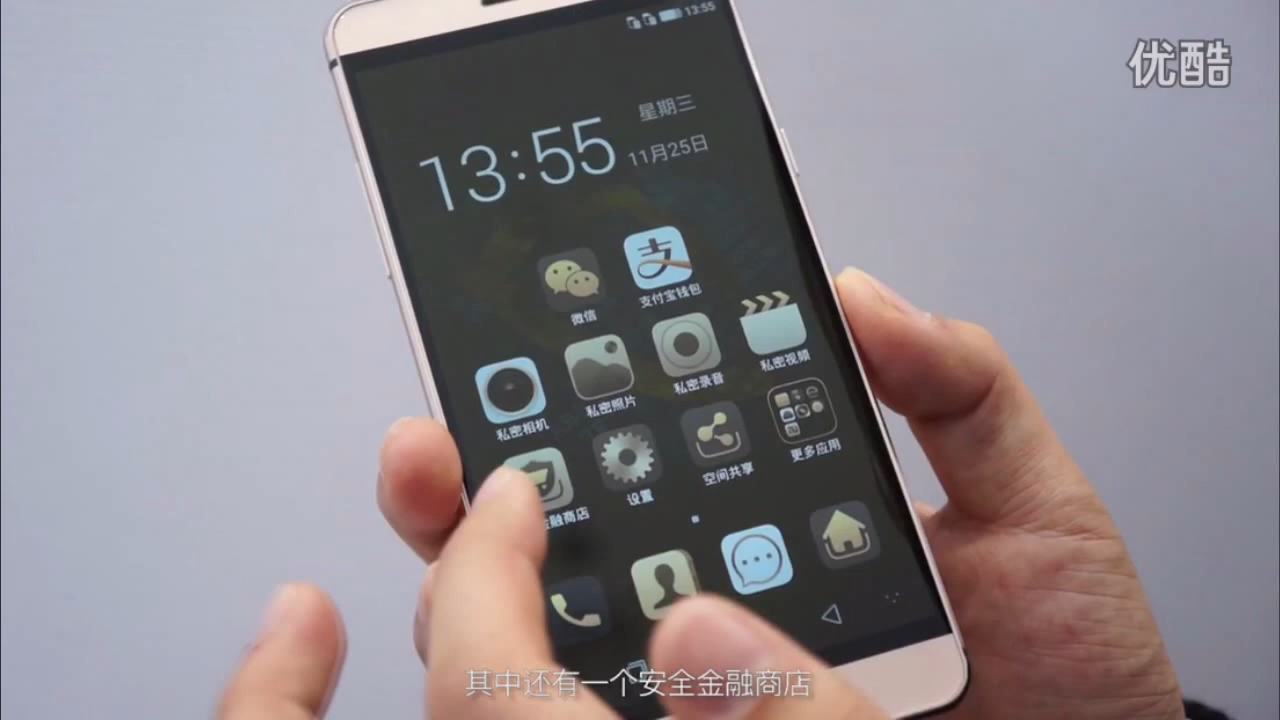 优酷
13:55
星期三
13:55
11月25日
微信
支付宝钱包
私密相机
私密照片
私密录音
私密视频
金融商店
设置
空间共享
更多应用
其中还有一个安全金融商店